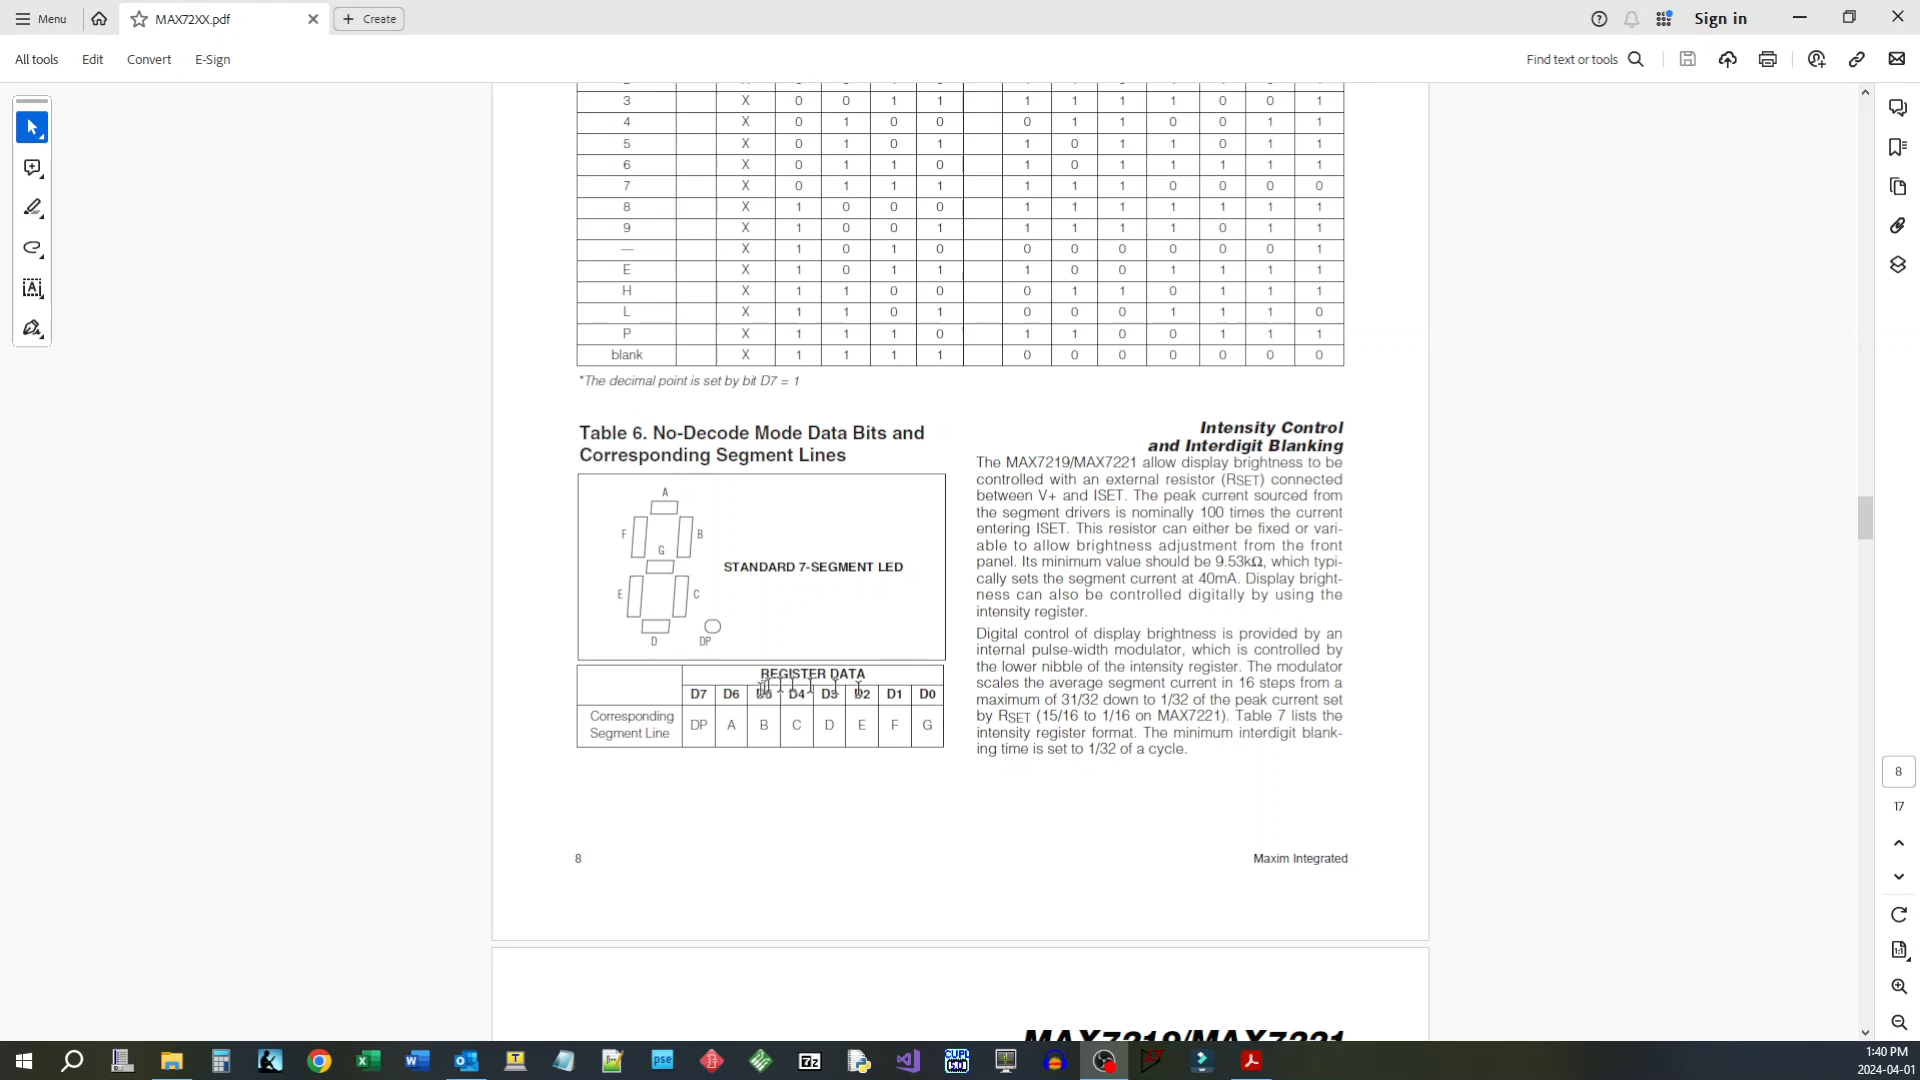 Menu
MAX72XX.pdf
Create
Sign in
All tools
Edit
Convert
E-Sign
Find text or tools
3 X 0 0 1 1 1 1 1 1 0 0 1
4 X 0 1 0 0 0 1 1 0 0 1 1
5 X 0 1 0 1 1 0 1 1 0 1 1
6 X 0 1 1 0 1 0 1 1 1 1 1
7 X 0 1 1 1 1 1 1 0 0 0 0
8 X 1 0 0 0 1 1 1 1 1 1 1
9 X 1 0 0 1 1 1 1 1 0 1 1
— X 1 0 1 0 0 0 0 0 0 0 1
E X 1 0 1 1 1 0 0 1 1 1 1
H X 1 1 0 0 0 1 1 0 1 1 1
L X 1 1 0 1 0 0 0 1 1 1 0
P X 1 1 1 0 1 1 0 0 1 1 1
blank X 1 1 1 1 0 0 0 0 0 0 0
*The decimal point is set by bit D7 = 1
Table 6. No-Decode Mode Data Bits and
Corresponding Segment Lines
A
F
B
G
STANDARD 7-SEGMENT LED
E
C
D
DP
REGISTER DATA
D7 D6 D5 D4 D3 D2 D1 D0
Corresponding
Segment Line
DP A B C D E F G
Intensity Control
and Interdigit Blanking
The MAX7219/MAX7221 allow display brightness to be
controlled with an external resistor (RSET) connected
between V+ and ISET. The peak current sourced from
the segment drivers is nominally 100 times the current
entering ISET. This resistor can either be fixed or vari-
able to allow brightness adjustment from the front
panel. Its minimum value should be 9.53kΩ, which typi-
cally sets the segment current at 40mA. Display bright-
ness can also be controlled digitally by using the
intensity register.
Digital control of display brightness is provided by an
internal pulse-width modulator, which is controlled by
the lower nibble of the intensity register. The modulator
scales the average segment current in 16 steps from a
maximum of 31/32 down to 1/32 of the peak current set
by RSET (15/16 to 1/16 on MAX7221). Table 7 lists the
intensity register format. The minimum interdigit blank-
ing time is set to 1/32 of a cycle.
8
Maxim Integrated
MAX7219/MAX7221
8
17
1:40 PM
2024-04-01